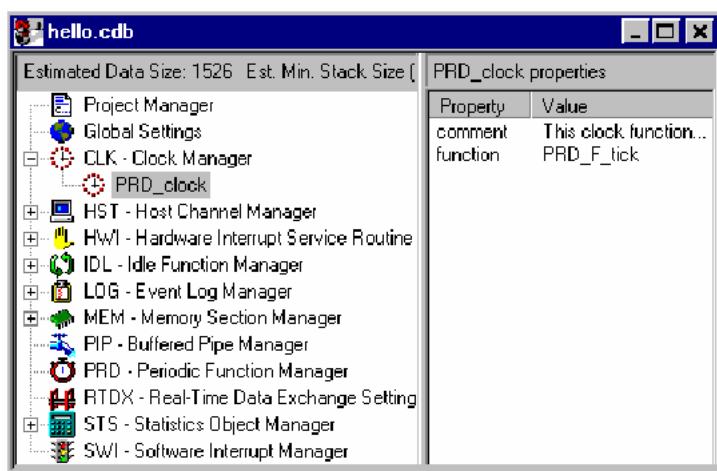 hello.cdb
Estimated Data Size: 1526 Est. Min. Stack Size (
Project Manager
Global Settings
CLK - Clock Manager
PRD_clock
HST - Host Channel Manager
HWI - Hardware Interrupt Service Routine
IDL - Idle Function Manager
LOG - Event Log Manager
MEM - Memory Section Manager
PIP - Buffered Pipe Manager
PRD - Periodic Function Manager
RTDX - Real-Time Data Exchange Setting
STS - Statistics Object Manager
SWI - Software Interrupt Manager
PRD_clock properties
Property Value
comment This clock function...
function PRD_F_tick